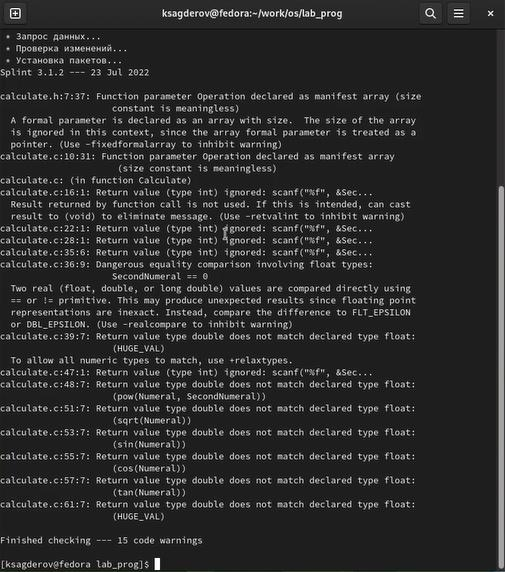 ksagderov@fedora:~/work/os/lab_prog
* Запрос данных...
* Проверка изменений...
* Установка пакетов...
Splint 3.1.2 --- 23 Jul 2022
calculate.h:7:37: Function parameter Operation declared as manifest array (size
constant is meaningless)
A formal parameter is declared as an array with size.  The size of the array
is ignored in this context, since the array formal parameter is treated as a
pointer. (Use -fixedformalarray to inhibit warning)
calculate.c:10:31: Function parameter Operation declared as manifest array
(size constant is meaningless)
calculate.c: (in function Calculate)
calculate.c:16:1: Return value (type int) ignored: scanf("%f", &Sec...
Result returned by function call is not used. If this is intended, can cast
result to (void) to eliminate message. (Use -retvalint to inhibit warning)
calculate.c:22:1: Return value (type int) ignored: scanf("%f", &Sec...
calculate.c:28:1: Return value (type int) ignored: scanf("%f", &Sec...
calculate.c:35:6: Return value (type int) ignored: scanf("%f", &Sec...
calculate.c:36:9: Dangerous equality comparison involving float types:
SecondNumeral == 0
Two real (float, double, or long double) values are compared directly using
== or != primitive. This may produce unexpected results since floating point
representations are inexact. Instead, compare the difference to FLT_EPSILON
or DBL_EPSILON. (Use -realcompare to inhibit warning)
calculate.c:39:7: Return value type double does not match declared type float:
(HUGE_VAL)
To allow all numeric types to match, use +relaxtypes.
calculate.c:47:1: Return value (type int) ignored: scanf("%f", &Sec...
calculate.c:48:7: Return value type double does not match declared type float:
(pow(Numeral, SecondNumeral))
calculate.c:51:7: Return value type double does not match declared type float:
(sqrt(Numeral))
calculate.c:53:7: Return value type double does not match declared type float:
(sin(Numeral))
calculate.c:55:7: Return value type double does not match declared type float:
(cos(Numeral))
calculate.c:57:7: Return value type double does not match declared type float:
(tan(Numeral))
calculate.c:61:7: Return value type double does not match declared type float:
(HUGE_VAL)
Finished checking --- 15 code warnings
[ksagderov@fedora lab_prog]$